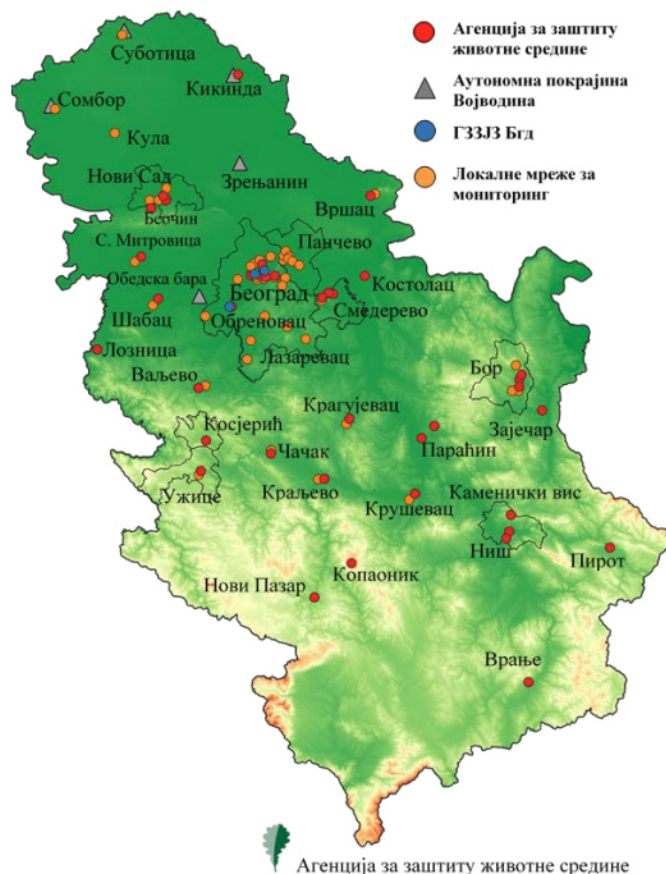 Агенција за заштиту
животне средине
Аутономна покрајина
Војводина
ГЗЗЈЗ Бгд
Локалне мреже за
мониторинг
Суботица
Кикинда
Сомбор
Кула
Нови Сад
Зрењанин
Беочин
Вршац
С. Митровица
Панчево
Обедска бара
Костолац
Београд
Смедерево
Шабац
Обреновац
Лозница
Лазаревац
Бор
Ваљево
Крагујевац
Зајечар
Косјерић
Параћин
Чачак
Ужице
Краљево
Каменички вис
Крушевац
Ниш
Пирот
Копаоник
Нови Пазар
Врање
Агенција за заштиту животне средине